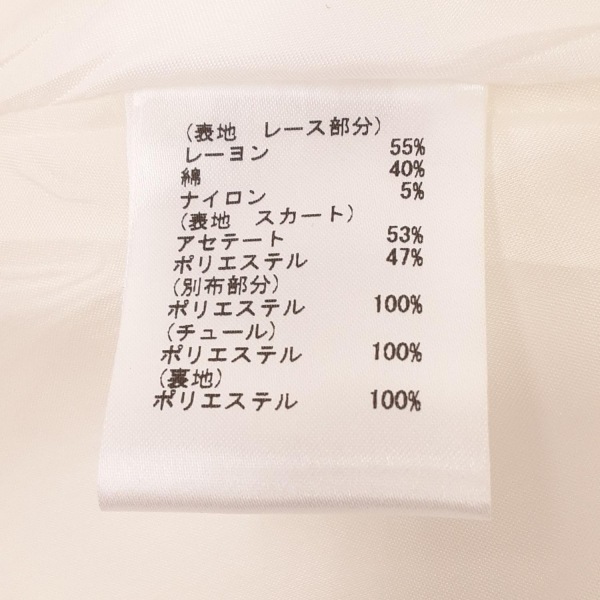 (表地　レース部分)
レーヨン 55%
綿 40%
ナイロン 5%
(表地　スカート)
アセテート 53%
ポリエステル 47%
(別布部分)
ポリエステル 100%
(チュール)
ポリエステル 100%
(裏地)
ポリエステル 100%